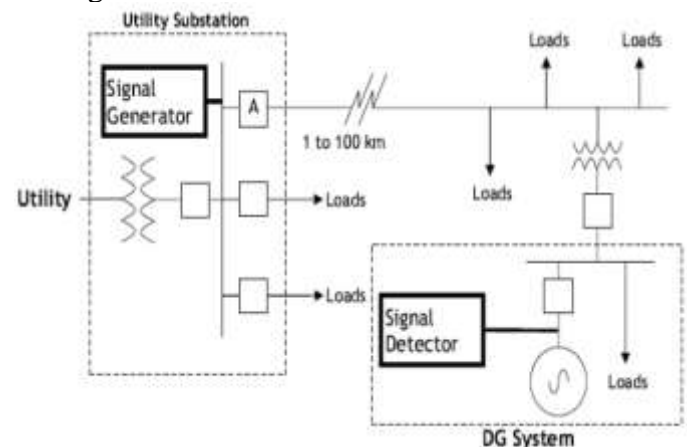 Utility Substation
Loads
Loads
Signal
Generator
A
1 to 100 km
Utility
Loads
Loads
Loads
Signal
Detector
Loads
DG System